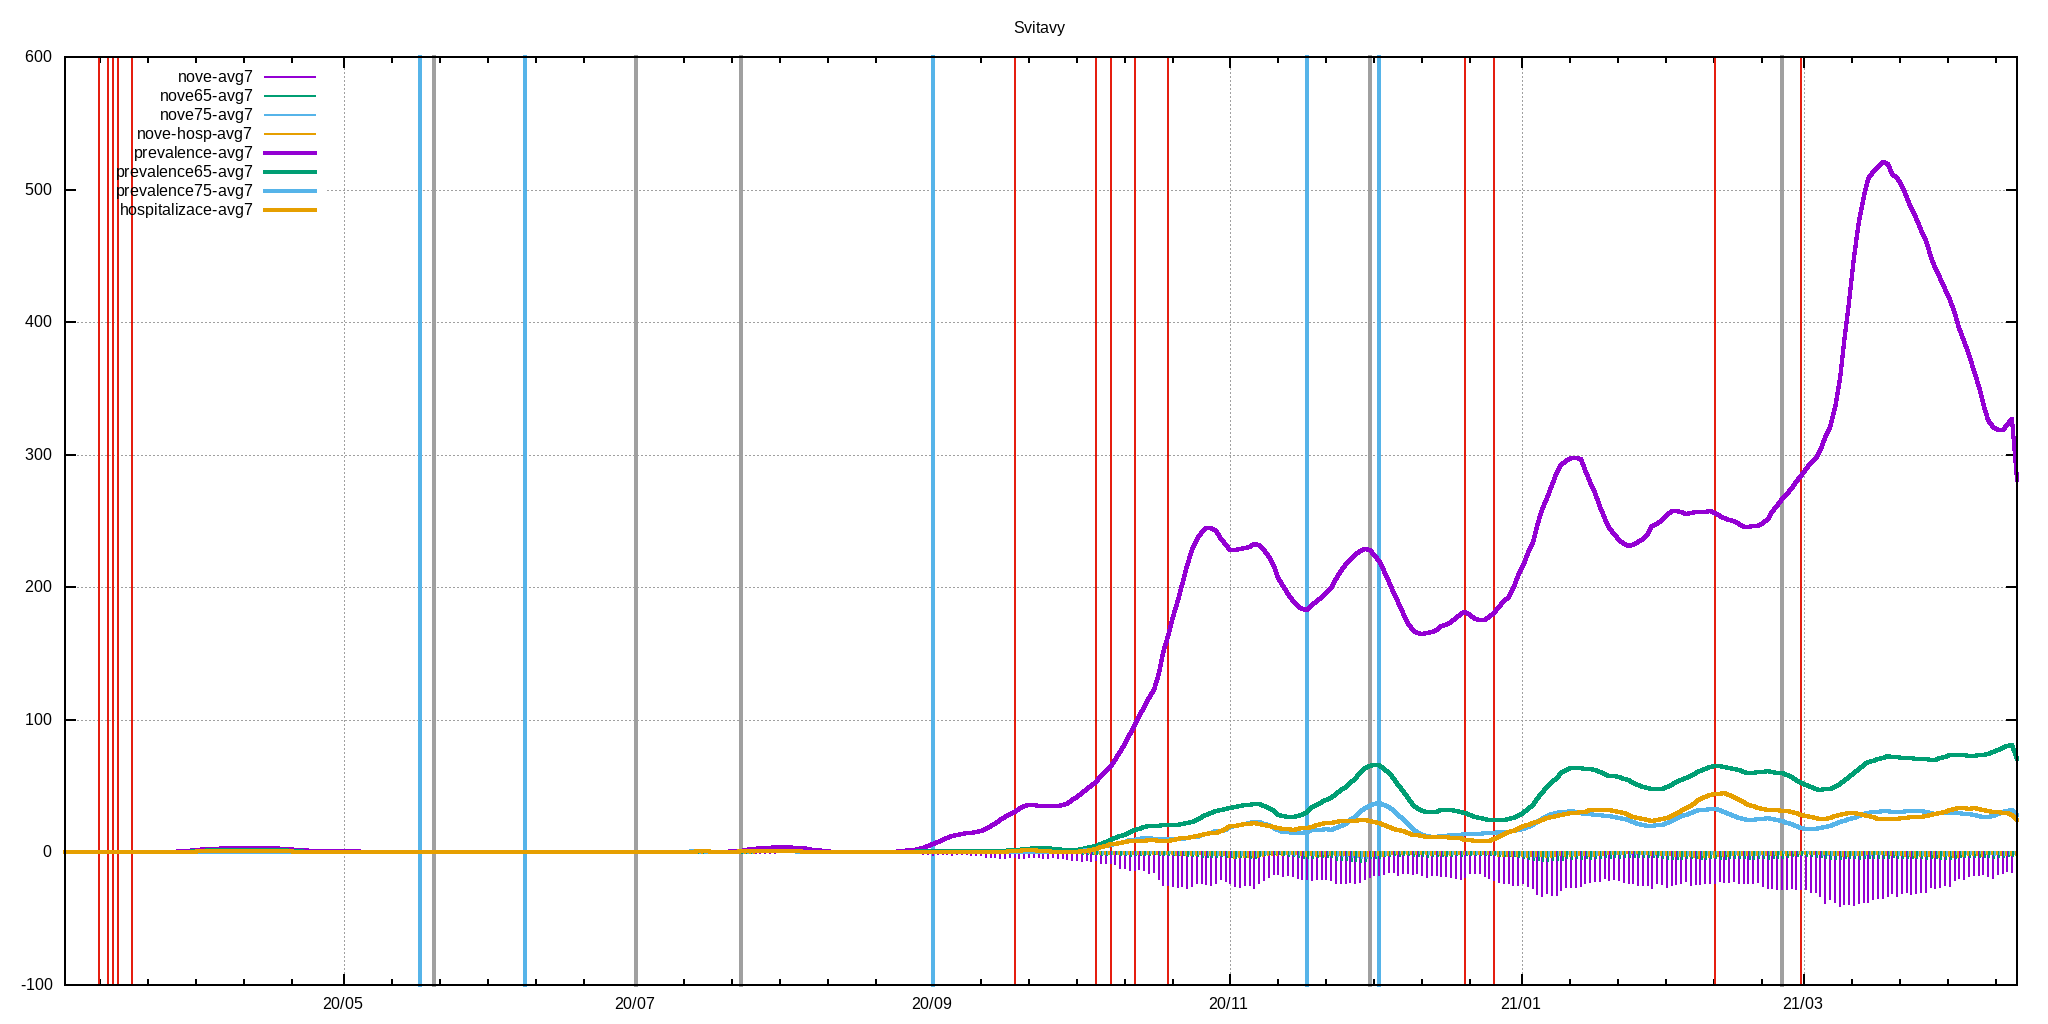 Svitavy
600
500
400
300
200
100
0
-100
nove-avg7
nove65-avg7
nove75-avg7
nove-hosp-avg7
prevalence-avg7
prevalence65-avg7
prevalence75-avg7
hospitalizace-avg7
20/05
20/07
20/09
20/11
21/01
21/03